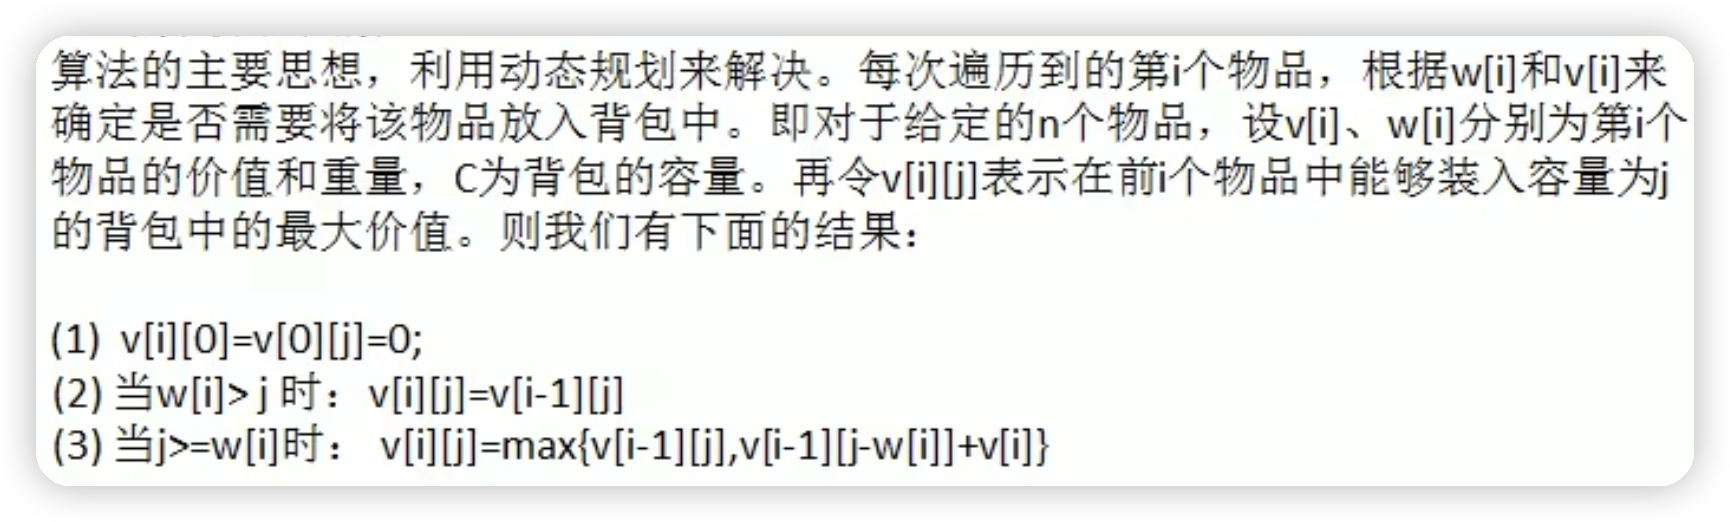 算法的主要思想，利用动态规划来解决。每次遍历到的第i个物品，根据w[i]和v[i]来
确定是否需要将该物品放入背包中。即对于给定的n个物品，设v[i]、w[i]分别为第i个
物品的价值和重量，C为背包的容量。再令v[i][j]表示在前i个物品中能够装入容量为j
的背包中的最大价值。则我们有下面的结果：
(1) v[i][0]=v[0][j]=0;
(2) 当w[i]> j 时：v[i][j]=v[i-1][j]
(3) 当j>=w[i]时： v[i][j]=max{v[i-1][j],v[i-1][j-w[i]]+v[i]}